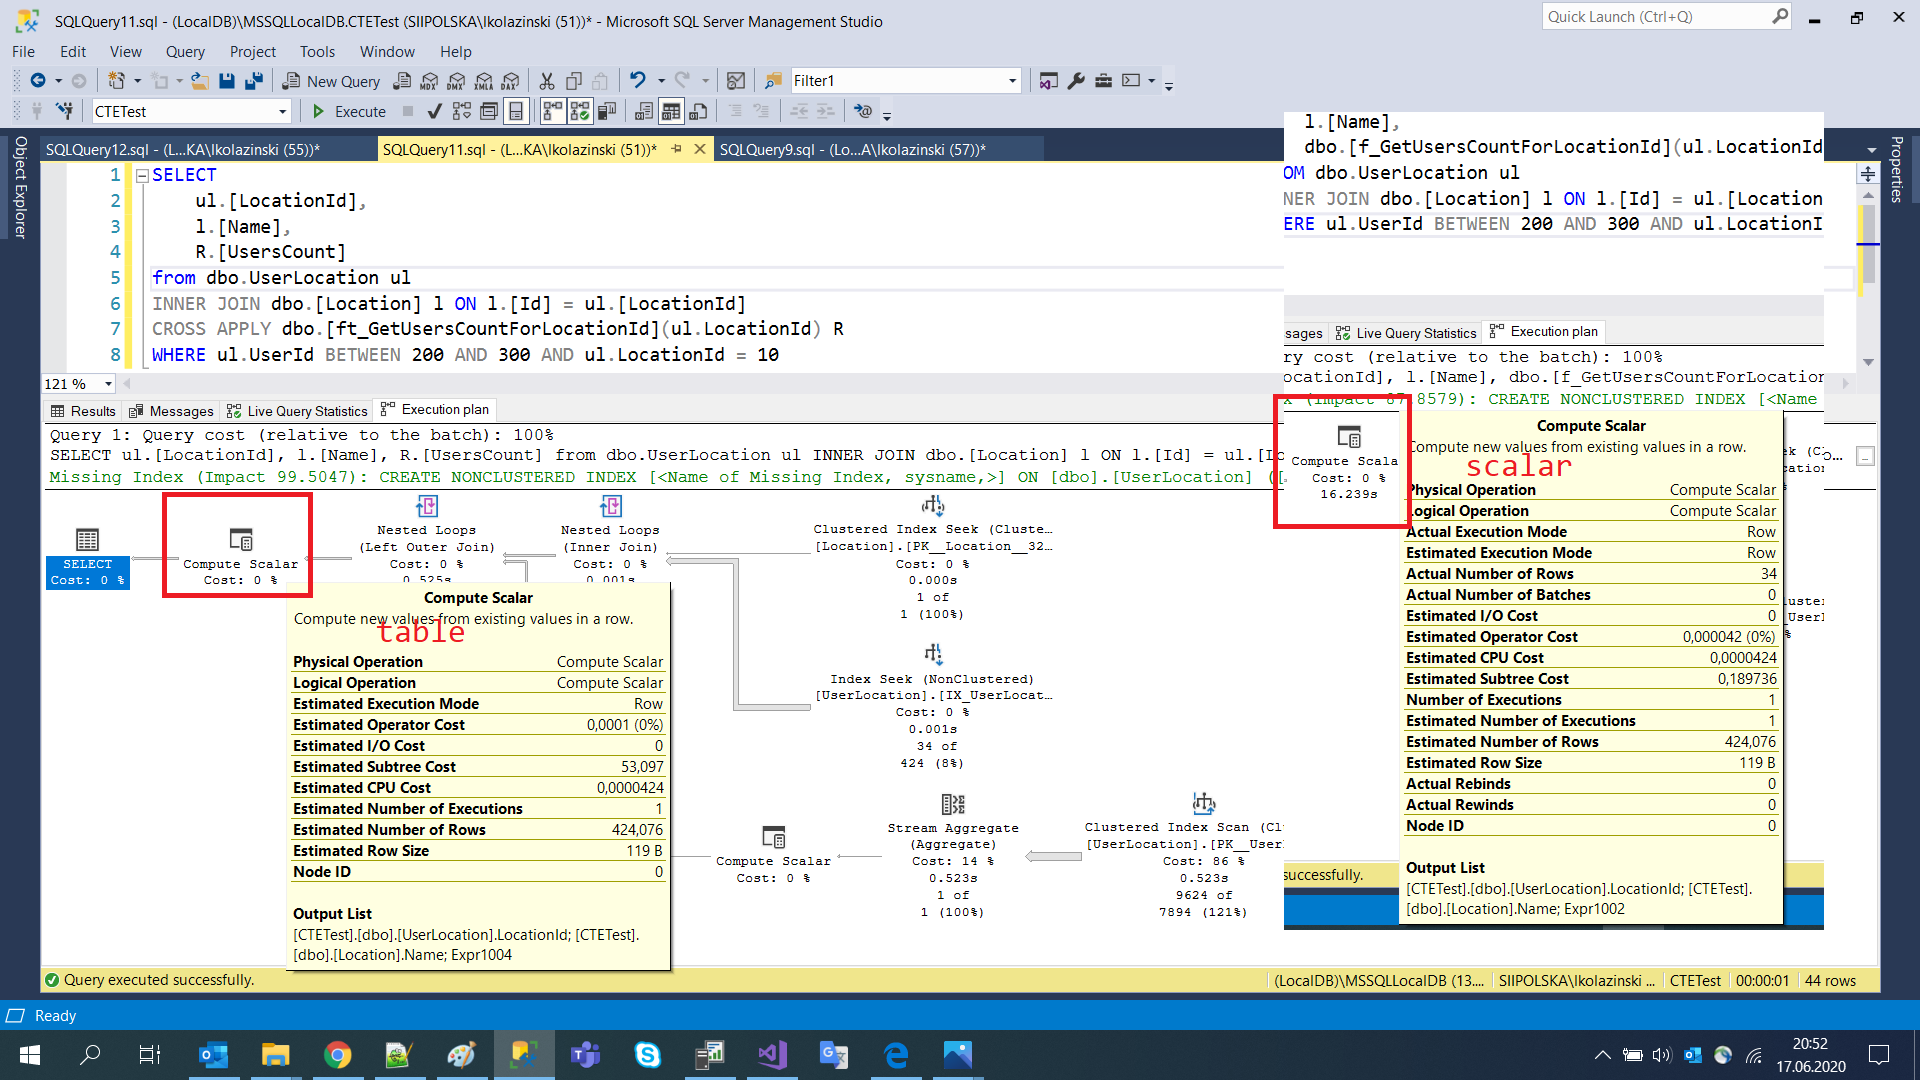 SQLQuery11.sql - (LocalDB)\MSSQLLocalDB.CTETest (SIIPOLSKA\lkolazinski (51))* - Microsoft SQL Server Management Studio
Quick Launch (Ctrl+Q)
File Edit View Query Project Tools Window Help
New Query MDX DMX XMLA DAX Filter1
CTETest Execute
Object Explorer
SQLQuery12.sql - (L...KA\lkolazinski (55))* SQLQuery11.sql - (L...KA\lkolazinski (51))* SQLQuery9.sql - (Lo...A\lkolazinski (57))*
Properties
1 SELECT
2 ul.[LocationId],
3 l.[Name],
4 R.[UsersCount]
5 from dbo.UserLocation ul
6 INNER JOIN dbo.[Location] l ON l.[Id] = ul.[LocationId]
7 CROSS APPLY dbo.[ft_GetUsersCountForLocationId](ul.LocationId) R
8 WHERE ul.UserId BETWEEN 200 AND 300 AND ul.LocationId = 10
121 %
Results Messages Live Query Statistics Execution plan
Query 1: Query cost (relative to the batch): 100%
SELECT ul.[LocationId], l.[Name], R.[UsersCount] from dbo.UserLocation ul INNER JOIN dbo.[Location] l ON l.[Id] = ul.[Lo
Missing Index (Impact 99.5047): CREATE NONCLUSTERED INDEX [<Name of Missing Index, sysname,>] ON [dbo].[UserLocation] ([
SELECT
Cost: 0 %
Compute Scalar
Cost: 0 %
Nested Loops
(Left Outer Join)
Cost: 0 %
0.525s
Nested Loops
(Inner Join)
Cost: 0 %
0.001s
Clustered Index Seek (Cluste...
[Location].[PK__Location__32...
Cost: 0 %
0.000s
1 of
1 (100%)
Index Seek (NonClustered)
[UserLocation].[IX_UserLocat...
Cost: 0 %
0.001s
34 of
424 (8%)
Compute Scalar
Cost: 0 %
Stream Aggregate
(Aggregate)
Cost: 14 %
0.523s
1 of
1 (100%)
Clustered Index Scan (Cl
[UserLocation].[PK__User
Cost: 86 %
0.523s
9624 of
7894 (121%)
Compute Scalar
Compute new values from existing values in a row.
table
Physical Operation Compute Scalar
Logical Operation Compute Scalar
Estimated Execution Mode Row
Estimated Operator Cost 0,0001 (0%)
Estimated I/O Cost 0
Estimated Subtree Cost 53,097
Estimated CPU Cost 0,0000424
Estimated Number of Executions 1
Estimated Number of Rows 424,076
Estimated Row Size 119 B
Node ID 0
Output List
[CTETest].[dbo].[UserLocation].LocationId; [CTETest].
[dbo].[Location].Name; Expr1004
l.[Name],
dbo.[f_GetUsersCountForLocationId](ul.LocationId
OM dbo.UserLocation ul
NER JOIN dbo.[Location] l ON l.[Id] = ul.[Location
ERE ul.UserId BETWEEN 200 AND 300 AND ul.LocationI
ssages Live Query Statistics Execution plan
ry cost (relative to the batch): 100%
ocationId], l.[Name], dbo.[f_GetUsersCountForLocation
x (Impact 67.8579): CREATE NONCLUSTERED INDEX [<Name
Compute Scala
Cost: 0 %
16.239s
Compute Scalar
Compute new values from existing values in a row.
scalar
Physical Operation Compute Scalar
Logical Operation Compute Scalar
Actual Execution Mode Row
Estimated Execution Mode Row
Actual Number of Rows 34
Actual Number of Batches 0
Estimated I/O Cost 0
Estimated Operator Cost 0,000042 (0%)
Estimated CPU Cost 0,0000424
Estimated Subtree Cost 0,189736
Number of Executions 1
Estimated Number of Executions 1
Estimated Number of Rows 424,076
Estimated Row Size 119 B
Actual Rebinds 0
Actual Rewinds 0
Node ID 0
Output List
[CTETest].[dbo].[UserLocation].LocationId; [CTETest].
[dbo].[Location].Name; Expr1002
successfully.
Query executed successfully.
(LocalDB)\MSSQLLocalDB (13.... SIIPOLSKA\lkolazinski ... CTETest 00:00:01 44 rows
Ready
20:52
17.06.2020